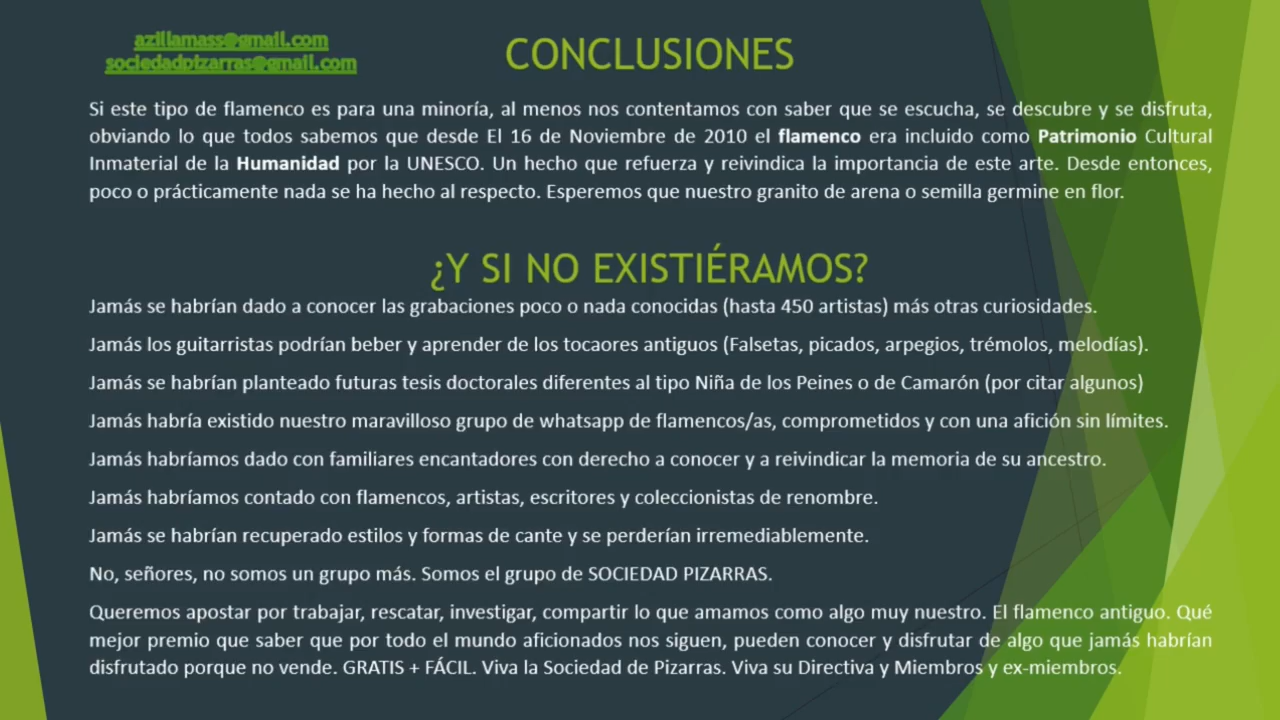 azillamass@gmail.com
sociedadpizarras@gmail.com
CONCLUSIONES
Si este tipo de flamenco es para una minoría, al menos nos contentamos con saber que se escucha, se descubre y se disfruta,
obviando lo que todos sabemos que desde El 16 de Noviembre de 2010 el flamenco era incluido como Patrimonio Cultural
Inmaterial de la Humanidad por la UNESCO. Un hecho que refuerza y reivindica la importancia de este arte. Desde entonces,
poco o prácticamente nada se ha hecho al respecto. Esperemos que nuestro granito de arena o semilla germine en flor.
¿Y SI NO EXISTIÉRAMOS?
Jamás se habrían dado a conocer las grabaciones poco o nada conocidas (hasta 450 artistas) más otras curiosidades.
Jamás los guitarristas podrían beber y aprender de los tocaores antiguos (Falsetas, picados, arpegios, trémolos, melodías).
Jamás se habrían planteado futuras tesis doctorales diferentes al tipo Niña de los Peines o de Camarón (por citar algunos)
Jamás habría existido nuestro maravilloso grupo de whatsapp de flamencos/as, comprometidos y con una afición sin límites.
Jamás habríamos dado con familiares encantadores con derecho a conocer y a reivindicar la memoria de su ancestro.
Jamás habríamos contado con flamencos, artistas, escritores y coleccionistas de renombre.
Jamás se habrían recuperado estilos y formas de cante y se perderían irremediablemente.
No, señores, no somos un grupo más. Somos el grupo de SOCIEDAD PIZARRAS.
Queremos apostar por trabajar, rescatar, investigar, compartir lo que amamos como algo muy nuestro. El flamenco antiguo. Qué
mejor premio que saber que por todo el mundo aficionados nos siguen, pueden conocer y disfrutar de algo que jamás habrían
disfrutado porque no vende. GRATIS + FÁCIL. Viva la Sociedad de Pizarras. Viva su Directiva y Miembros y ex-miembros.